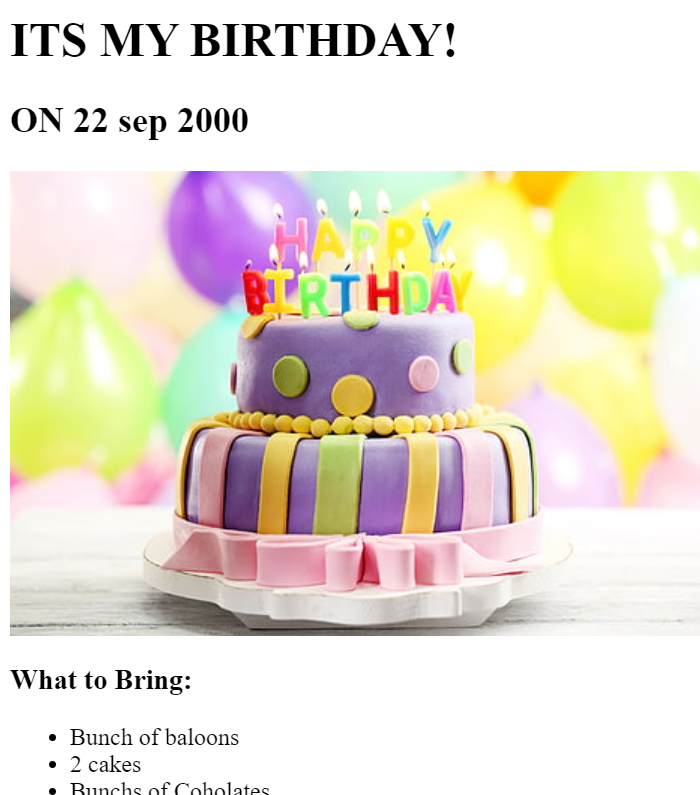 ITS MY BIRTHDAY!
ON 22 sep 2000
HAPPY
BIRTHDAY
What to Bring:
Bunch of baloons
2 cakes
Bunchs of Coholates